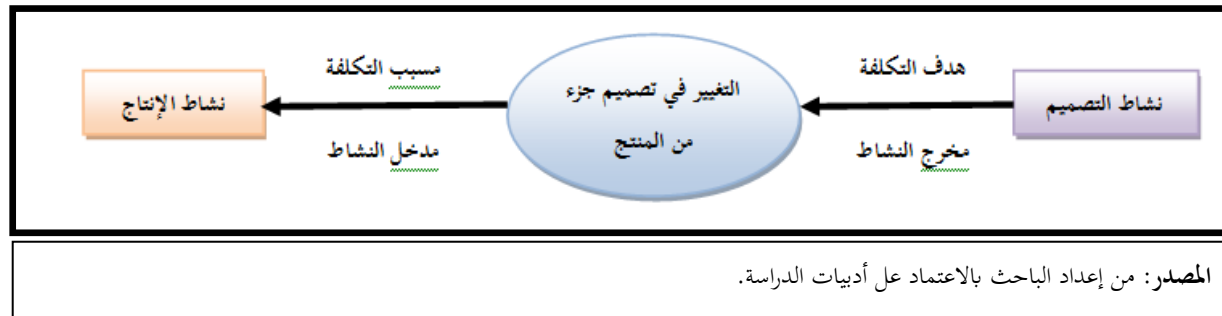 نشاط التصميم
هدف التكلفة
مخرج النشاط
التغيير في تصميم جزء
من المنتج
مسبب التكلفة
مدخل النشاط
نشاط الإنتاج
المصدر: من إعداد الباحث بالاعتماد عل أدبيات الدراسة.